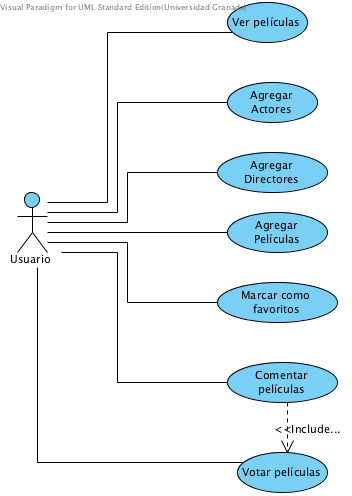 Visual Paradigm for UML Standard Edition(Universidad Granada)
Ver películas
Agregar
Actores
Agregar
Directores
Agregar
Películas
Usuario
Marcar como
favoritos
Comentar
películas
<<Include...
Votar películas